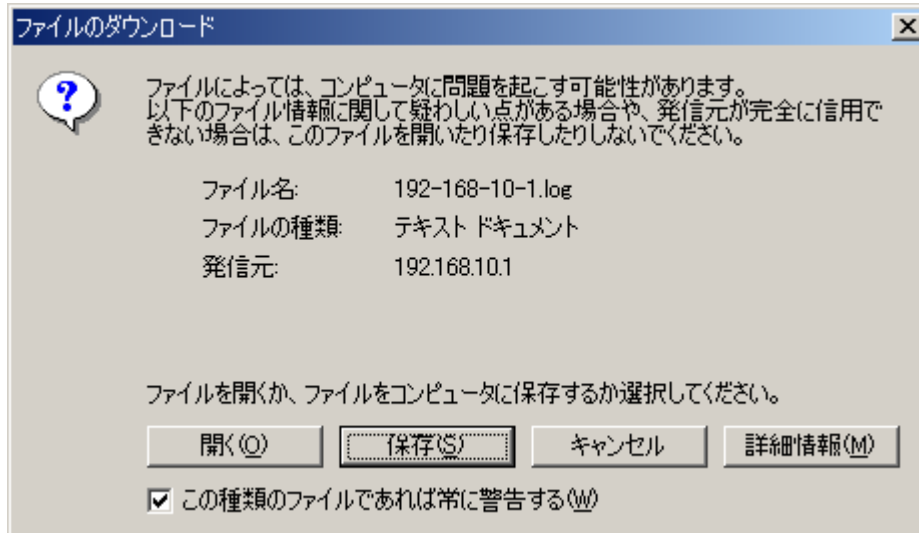 ファイルのダウンロード
ファイルによっては、コンピュータに問題を起こす可能性があります。
以下のファイル情報に関して疑わしい点がある場合や、発信元が完全に信用で
きない場合は、このファイルを開いたり保存したりしないでください。
ファイル名: 192-168-10-1.log
ファイルの種類: テキスト ドキュメント
発信元: 192.168.10.1
ファイルを開くか、ファイルをコンピュータに保存するか選択してください。
開く(O) 保存(S) キャンセル 詳細情報(M)
この種類のファイルであれば常に警告する(W)